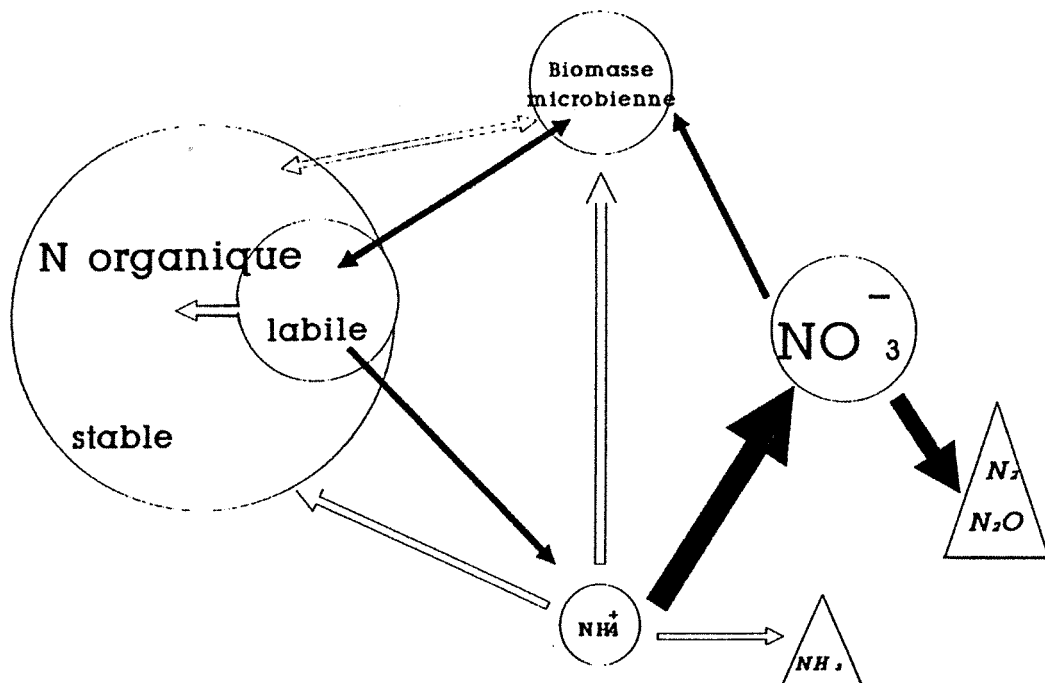 Biomasse
microbienne
N organique
labile
stable
NO₃⁻
N₂
N₂O
NH4⁺
NH₃